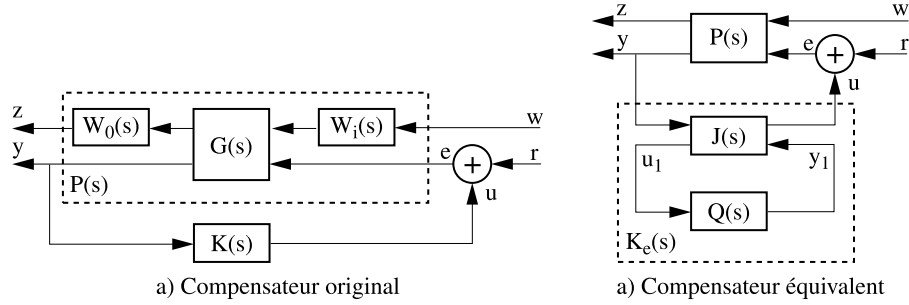 z
W0(s)
G(s)
Wi(s)
w
y
P(s)
e
+
r
u
K(s)
a) Compensateur original
z
P(s)
w
y
e
+
r
u
J(s)
u1
y1
Q(s)
Ke(s)
a) Compensateur équivalent